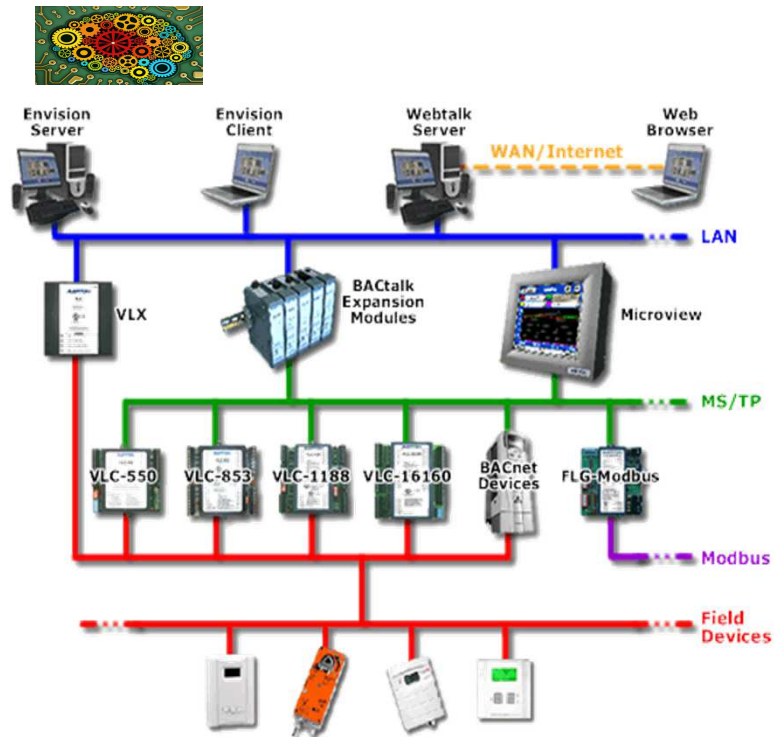 Envision
Server
Envision
Client
Webtalk
Server
Web
Browser
WAN/Internet
LAN
VLX
BACtalk
Expansion
Modules
Microview
MS/TP
VLC-550
VLC-853
VLC-1188
VLC-16160
BACnet
Devices
FLG-Modbus
Modbus
Field
Devices